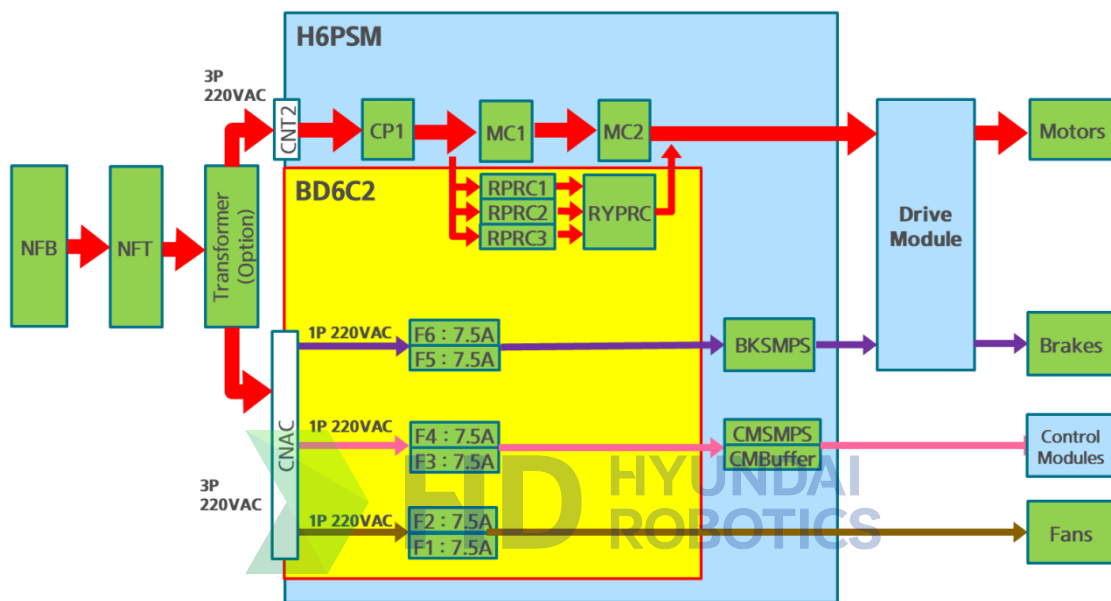 H6PSM
3P
220VAC
CNT2
CP1
MC1
MC2
Motors
BD6C2
RPRC1
RPRC2
RPRC3
RYPRC
NFB
NFT
Transformer
(Option)
Drive
Module
1P 220VAC
F6 : 7.5A
F5 : 7.5A
BKSMPS
Brakes
CNAC
1P 220VAC
F4 : 7.5A
F3 : 7.5A
CMSMPS
CMBuffer
Control
Modules
3P
220VAC
1P 220VAC
F2 : 7.5A
F1 : 7.5A
Fans
HD HYUNDAI
ROBOTICS